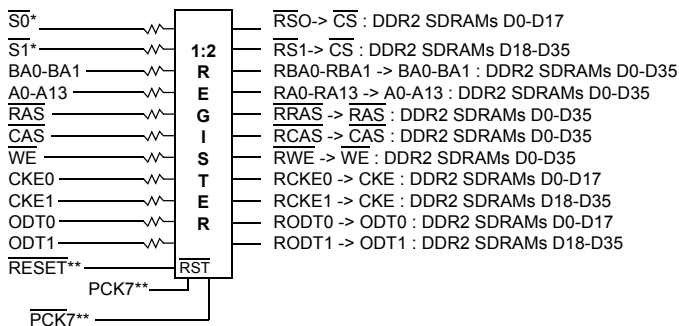 S0* RSO-> CS : DDR2 SDRAMs D0-D17
S1* 1:2 RS1-> CS : DDR2 SDRAMs D18-D35
BA0-BA1 R RBA0-RBA1 -> BA0-BA1 : DDR2 SDRAMs D0-D35
A0-A13 E RA0-RA13 -> A0-A13 : DDR2 SDRAMs D0-D35
RAS G RRAS -> RAS : DDR2 SDRAMs D0-D35
CAS I RCAS -> CAS : DDR2 SDRAMs D0-D35
WE S RWE -> WE : DDR2 SDRAMs D0-D35
CKE0 T RCKE0 -> CKE : DDR2 SDRAMs D0-D17
CKE1 E RCKE1 -> CKE : DDR2 SDRAMs D18-D35
ODT0 R RODT0 -> ODT0 : DDR2 SDRAMs D0-D17
ODT1 RODT1 -> ODT1 : DDR2 SDRAMs D18-D35
RESET** RST
PCK7**
PCK7**